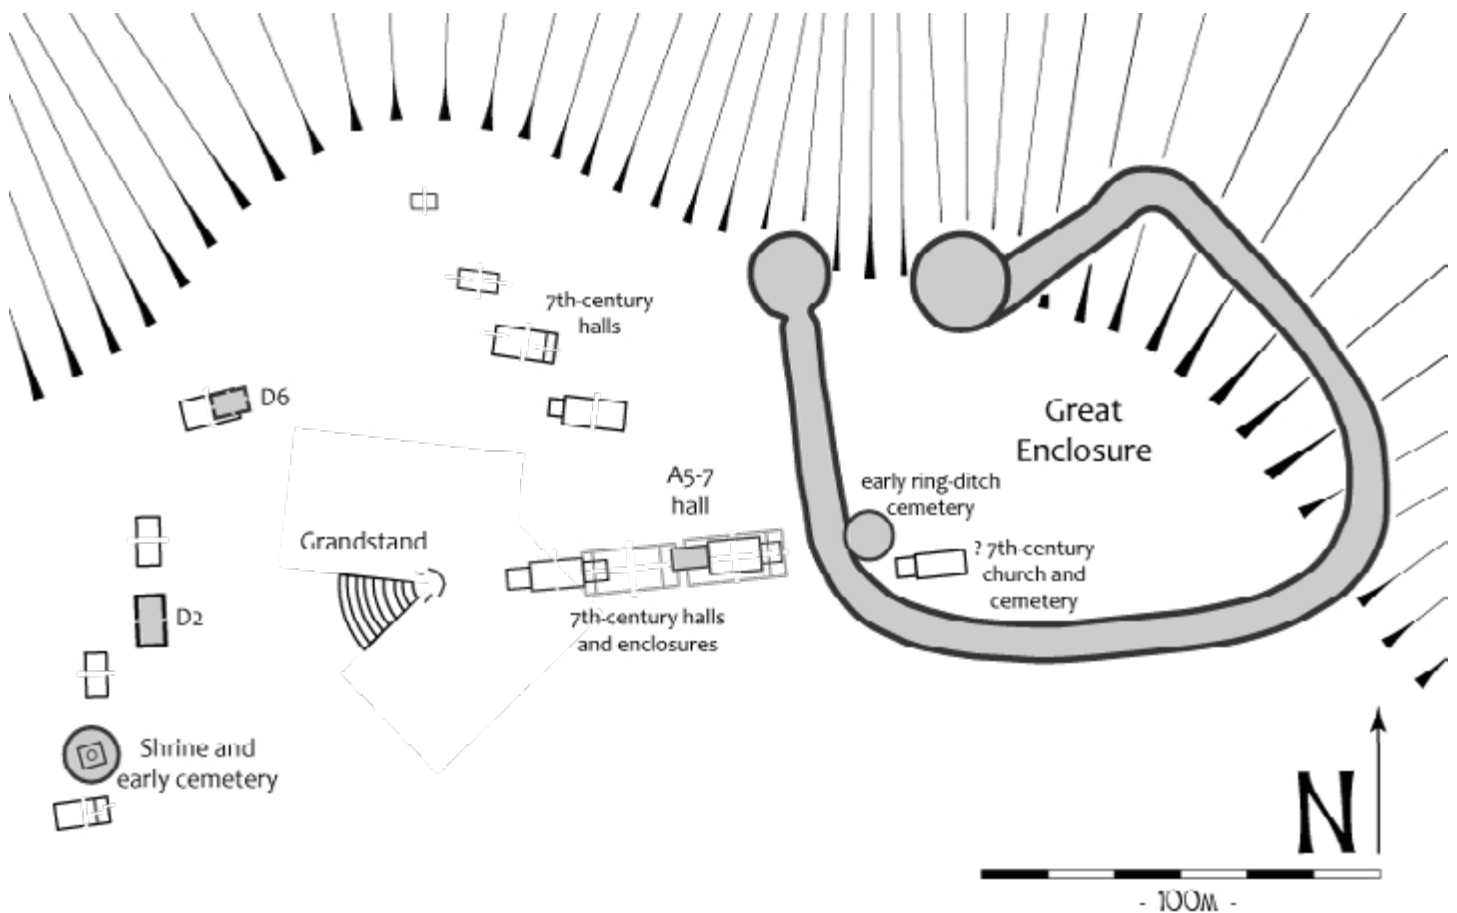 7th-century
halls
D6
Great
Enclosure
A5-7
hall
early ring-ditch
cemetery
Grandstand
? 7th-century
church and
cemetery
D2
7th-century halls
and enclosures
Shrine and
early cemetery
N
- 100M -